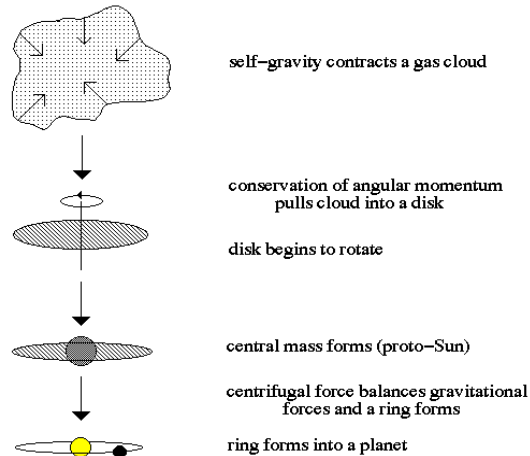 self-gravity contracts a gas cloud
conservation of angular momentum
pulls cloud into a disk
disk begins to rotate
central mass forms (proto-Sun)
centrifugal force balances gravitational
forces and a ring forms
ring forms into a planet